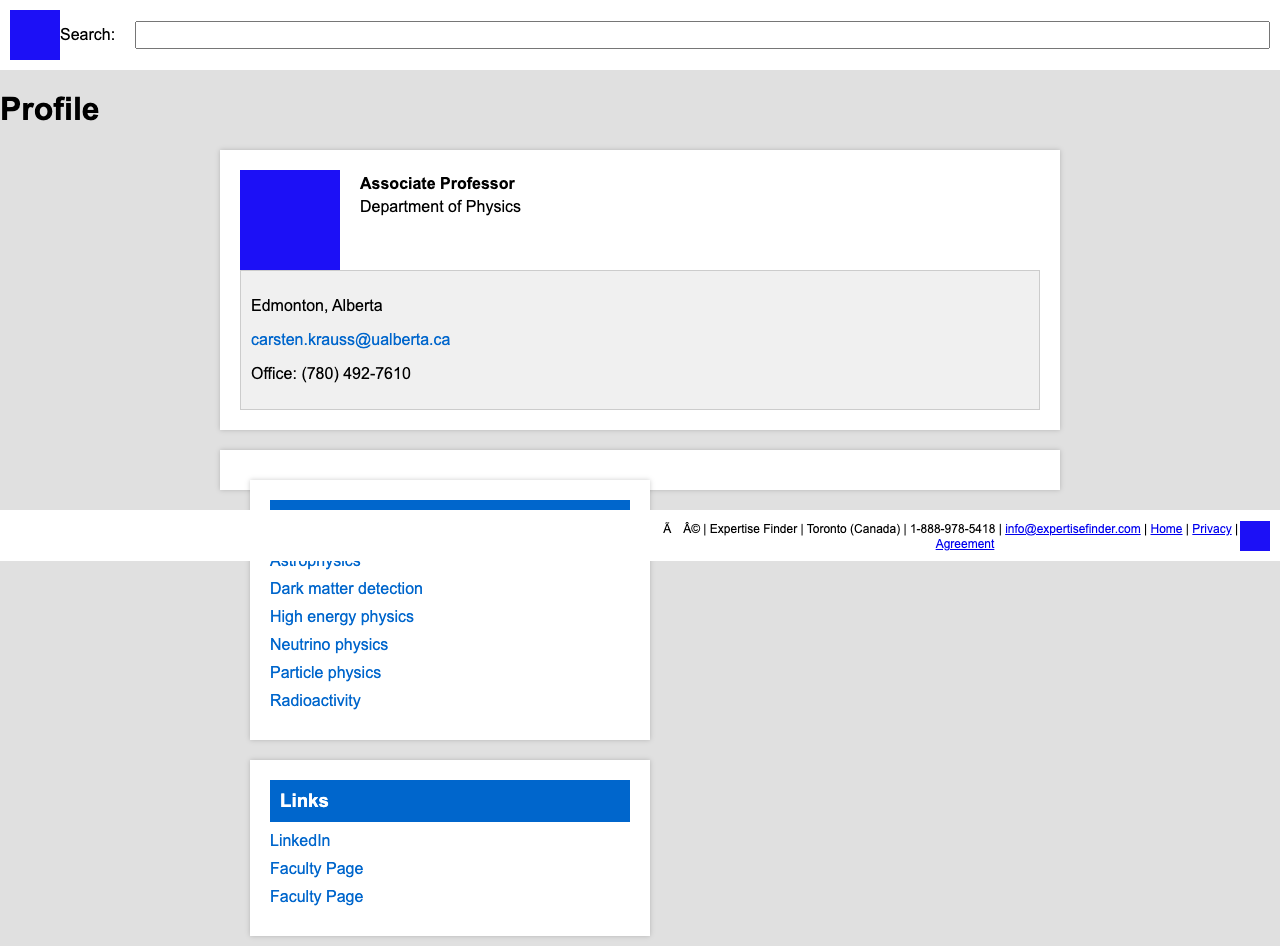 Search:
Profile
Associate Professor
Department of Physics
Edmonton, Alberta
carsten.krauss@ualberta.ca
Office: (780) 492-7610
Ã Â© | Expertise Finder | Toronto (Canada) | 1-888-978-5418 | info@expertisefinder.com | Home | Privacy |
Agreement
Astrophysics
Dark matter detection
High energy physics
Neutrino physics
Particle physics
Radioactivity
Links
LinkedIn
Faculty Page
Faculty Page